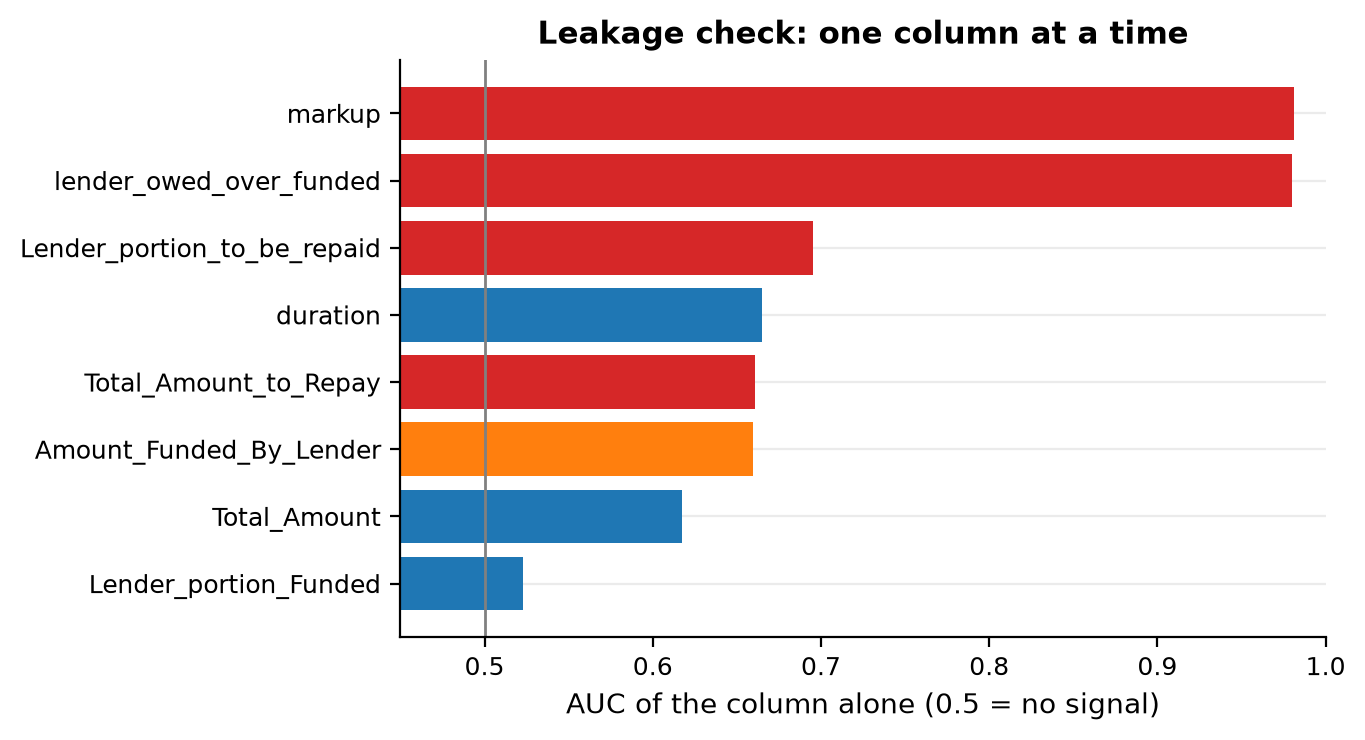 Leakage check: one column at a time
markup
lender_owed_over_funded
Lender_portion_to_be_repaid
duration
Total_Amount_to_Repay
Amount_Funded_By_Lender
Total_Amount
Lender_portion_Funded
0.5 0.6 0.7 0.8 0.9 1.0
AUC of the column alone (0.5 = no signal)